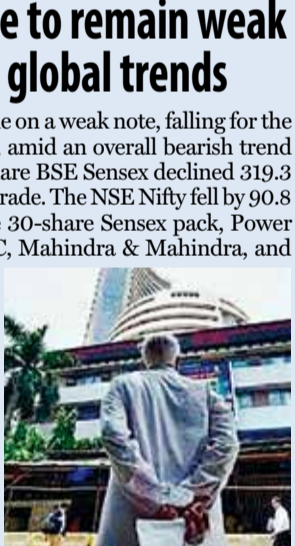 e to remain weak
global trends
e on a weak note, falling for the
amid an overall bearish trend
are BSE Sensex declined 319.3
rade. The NSE Nifty fell by 90.8
30-share Sensex pack, Power
C, Mahindra & Mahindra, and